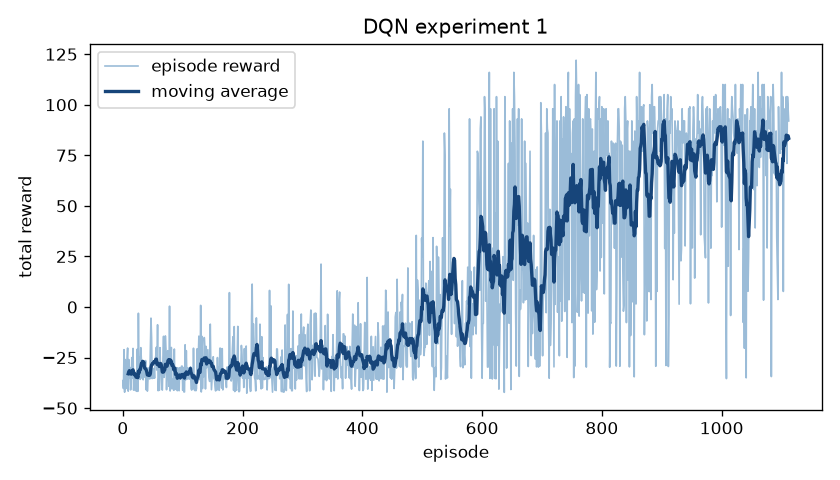 DQN experiment 1
episode reward
moving average
total reward
125
100
75
50
25
0
−25
−50
0 200 400 600 800 1000
episode